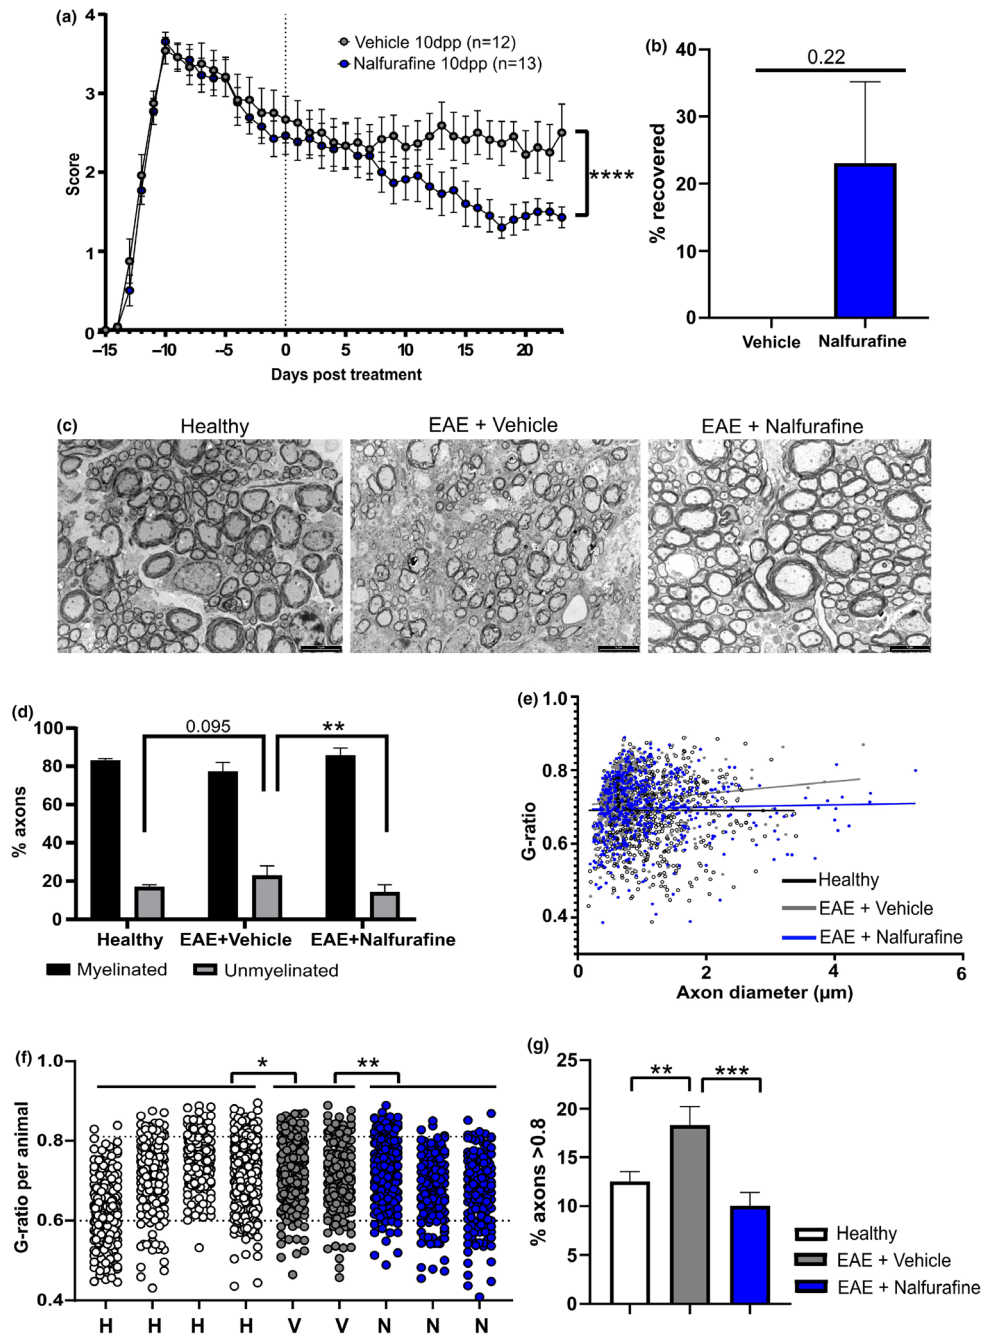 (a)
4
3
2
1
0
Score
Vehicle 10dpp (n=12)
Nalfurafine 10dpp (n=13)
****
–15
–10
–5
0
5
10
15
20
Days post treatment
(b)
40
30
20
10
0
% recovered
0.22
Vehicle
Nalfurafine
(c)
Healthy
EAE + Vehicle
EAE + Nalfurafine
(d)
100
80
60
40
20
0
% axons
0.095
**
Healthy
EAE+Vehicle
EAE+Nalfurafine
Myelinated
Unmyelinated
(e)
1.0
0.8
0.6
0.4
G-ratio
Healthy
EAE + Vehicle
EAE + Nalfurafine
0
2
4
6
Axon diameter (µm)
(f)
1.0
0.8
0.6
0.4
G-ratio per animal
*
**
H
H
H
H
V
V
N
N
N
(g)
25
20
15
10
5
0
% axons >0.8
**
***
Healthy
EAE + Vehicle
EAE + Nalfurafine